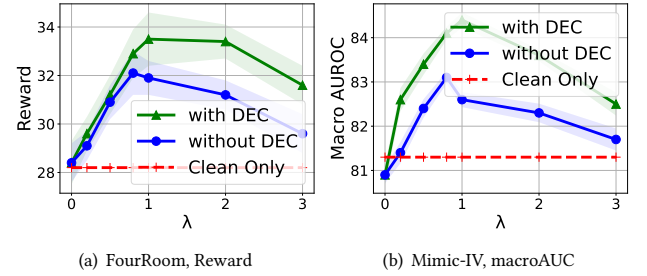 34
32
30
28
Reward
with DEC
without DEC
Clean Only
0 1 2 3
λ
(a) FourRoom, Reward
84
83
82
81
Macro AUROC
with DEC
without DEC
Clean Only
0 1 2 3
λ
(b) Mimic-IV, macroAUC